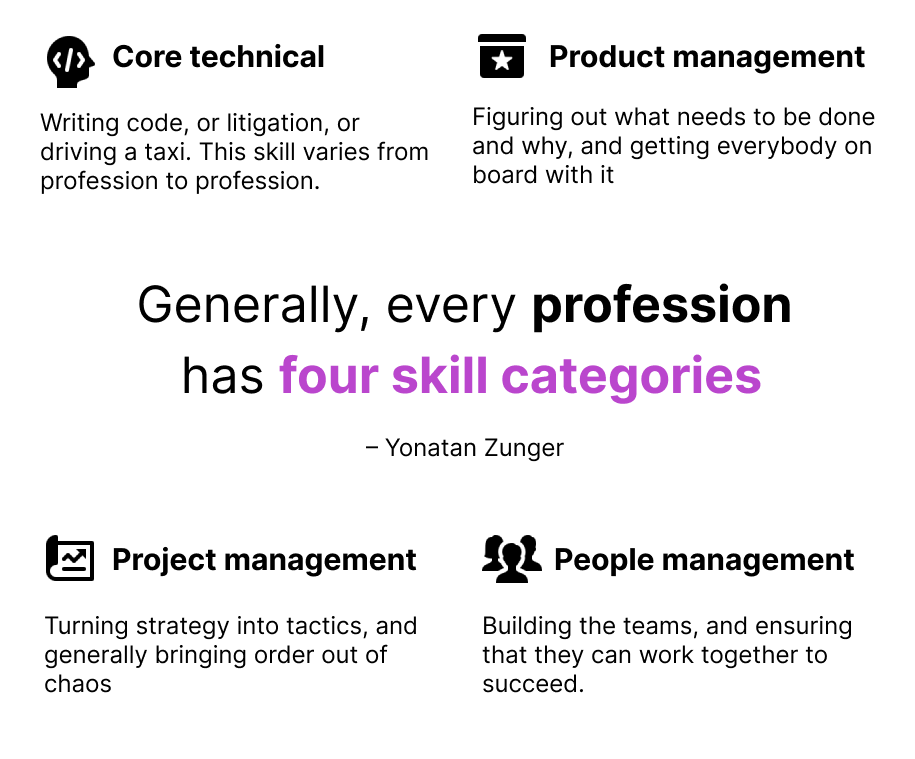 Core technical
Writing code, or litigation, or
driving a taxi. This skill varies from
profession to profession.
Product management
Figuring out what needs to be done
and why, and getting everybody on
board with it
Generally, every profession
has four skill categories
– Yonatan Zunger
Project management
Turning strategy into tactics, and
generally bringing order out of
chaos
People management
Building the teams, and ensuring
that they can work together to
succeed.